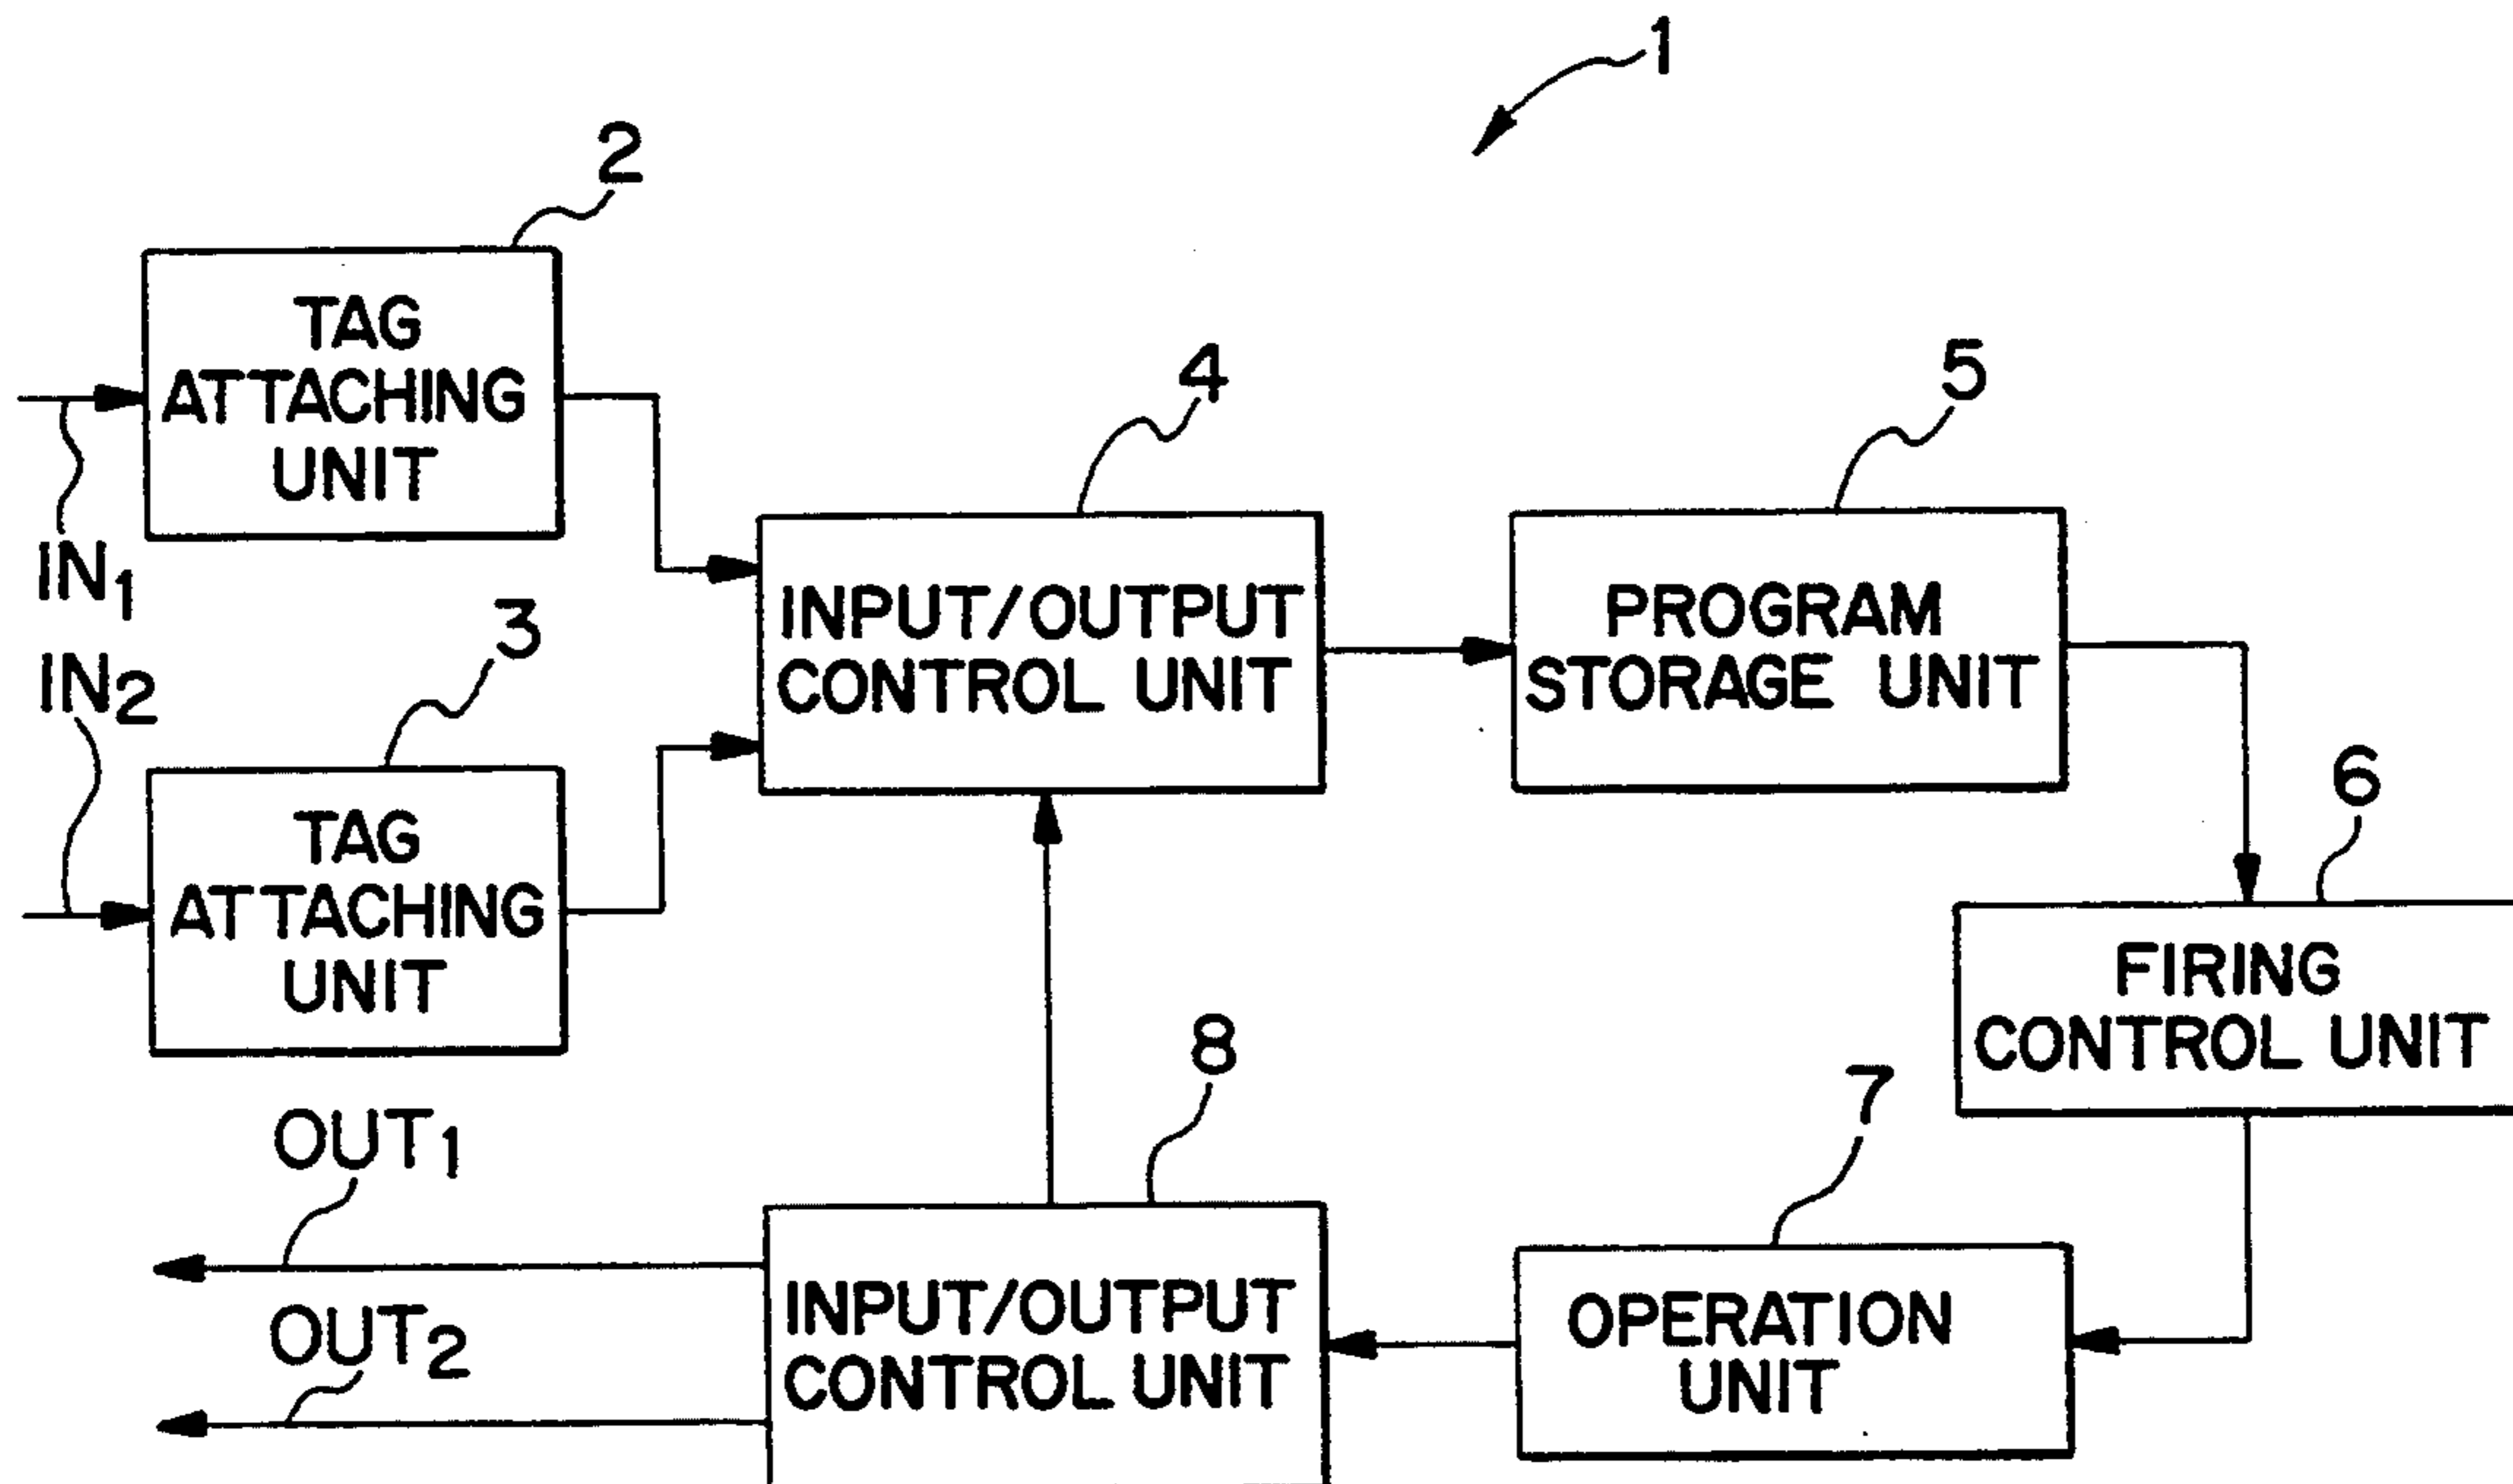 1
2
TAG
ATTACHING
UNIT
IN1
4
INPUT/OUTPUT
CONTROL UNIT
5
PROGRAM
STORAGE UNIT
IN2
3
TAG
ATTACHING
UNIT
6
FIRING
CONTROL UNIT
7
OPERATION
UNIT
8
INPUT/OUTPUT
CONTROL UNIT
OUT1
OUT2